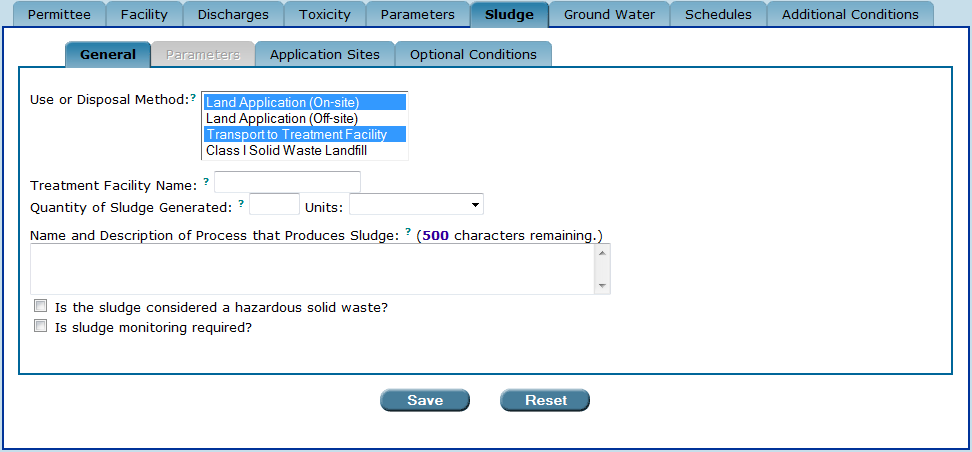 Permittee Facility Discharges Toxicity Parameters Sludge Ground Water Schedules Additional Conditions
General Parameters Application Sites Optional Conditions
Use or Disposal Method:? Land Application (On-site)
Land Application (Off-site)
Transport to Treatment Facility
Class I Solid Waste Landfill
Treatment Facility Name: ?
Quantity of Sludge Generated: ? Units:
Name and Description of Process that Produces Sludge: ? (500 characters remaining.)
Is the sludge considered a hazardous solid waste?
Is sludge monitoring required?
Save Reset